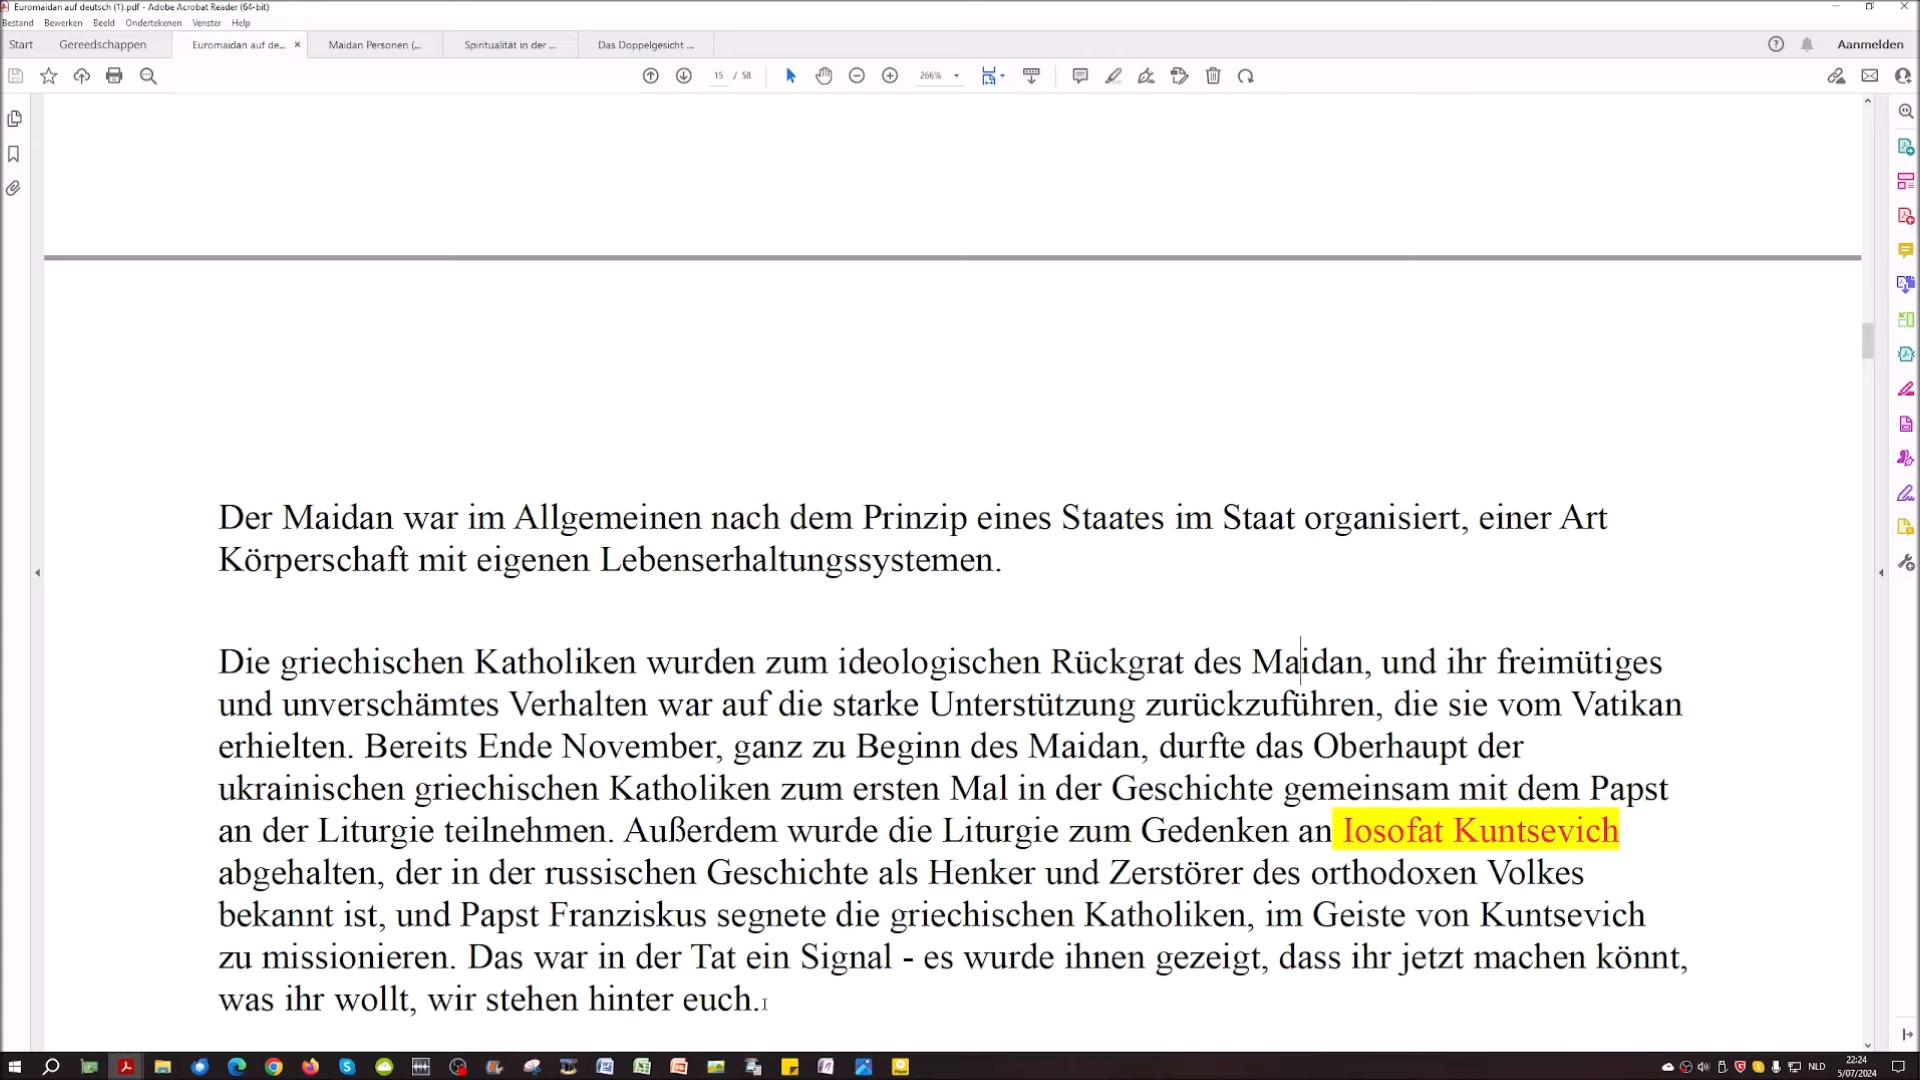 Euromaidan auf deutsch (1).pdf - Adobe Acrobat Reader (64-bit)
Bestand Bewerken Beeld Ondertekenen Venster Help
Start Gereedschappen Euromaidan auf de... × Maidan Personen (... Spiritualität in der ... Das Doppelgesicht ... Anmelden
15 / 58 266%
Der Maidan war im Allgemeinen nach dem Prinzip eines Staates im Staat organisiert, einer Art
Körperschaft mit eigenen Lebenserhaltungssystemen.
Die griechischen Katholiken wurden zum ideologischen Rückgrat des Maidan, und ihr freimütiges
und unverschämtes Verhalten war auf die starke Unterstützung zurückzuführen, die sie vom Vatikan
erhielten. Bereits Ende November, ganz zu Beginn des Maidan, durfte das Oberhaupt der
ukrainischen griechischen Katholiken zum ersten Mal in der Geschichte gemeinsam mit dem Papst
an der Liturgie teilnehmen. Außerdem wurde die Liturgie zum Gedenken an Iosofat Kuntsevich
abgehalten, der in der russischen Geschichte als Henker und Zerstörer des orthodoxen Volkes
bekannt ist, und Papst Franziskus segnete die griechischen Katholiken, im Geiste von Kuntsevich
zu missionieren. Das war in der Tat ein Signal - es wurde ihnen gezeigt, dass ihr jetzt machen könnt,
was ihr wollt, wir stehen hinter euch.
NLD
22:24
5/07/2024